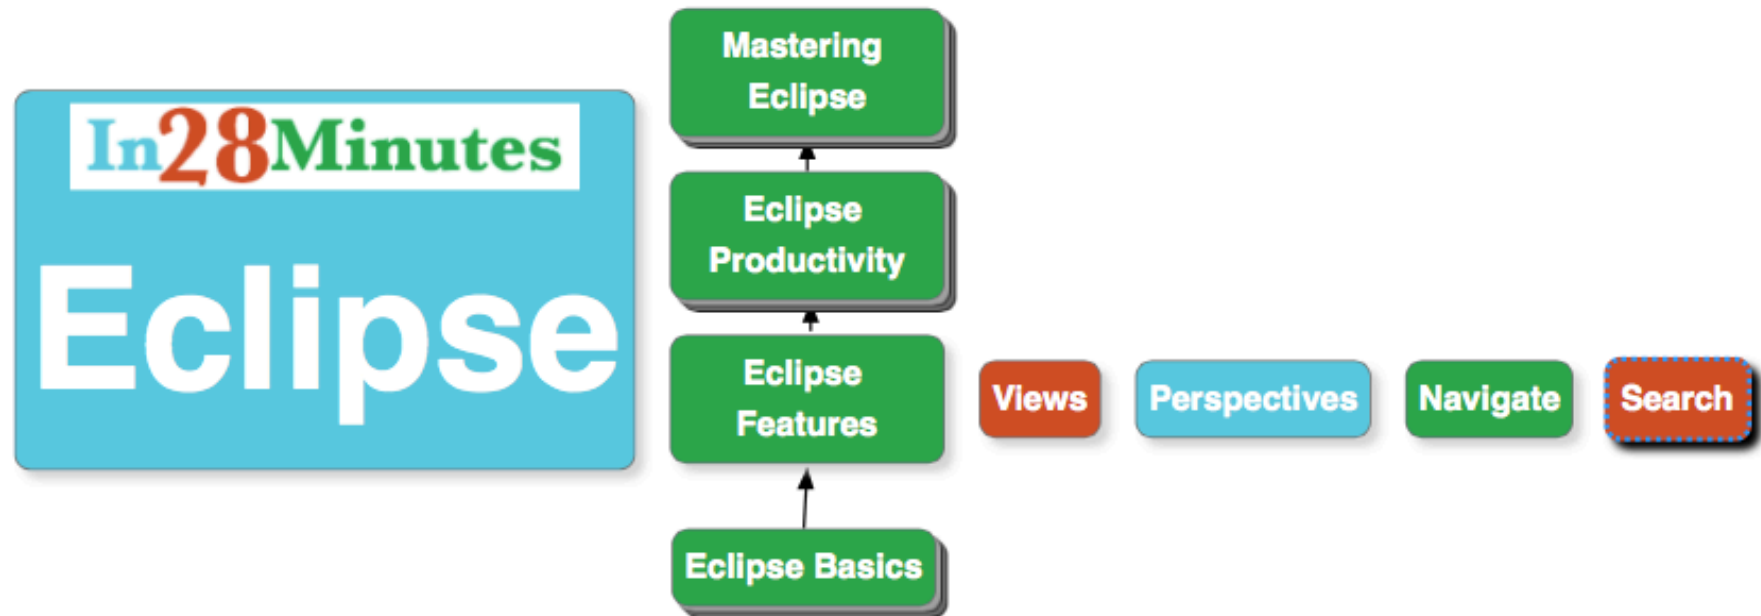 In28Minutes
Eclipse
Mastering
Eclipse
Eclipse
Productivity
Eclipse
Features
Views
Perspectives
Navigate
Search
Eclipse Basics